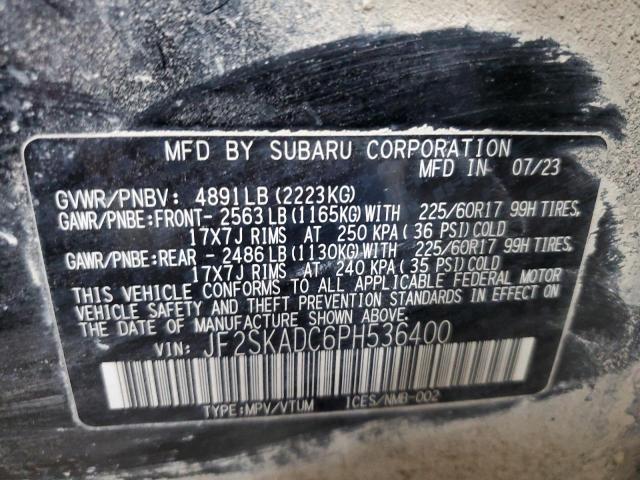 MFD BY SUBARU CORPORATION
MFD IN 07/23
GVWR/PNBV: 4891LB (2223KG)
GAWR/PNBE:FRONT- 2563LB (1165KG) WITH 225/60R17 99H TIRES,
17X7J RIMS AT 250 KPA ( 36 PSI) COLD
GAWR/PNBE:REAR - 2486LB (1130KG) WITH 225/60R17 99H TIRES,
17X7J RIMS AT 240 KPA ( 35 PSI) COLD
THIS VEHICLE CONFORMS TO ALL APPLICABLE FEDERAL MOTOR
VEHICLE SAFETY AND THEFT PREVENTION STANDARDS IN
EFFECT ON THE DATE OF MANUFACTURE SHOWN ABOVE.
VIN: JF2SKADC6PH536400
TYPE:MPV/VTUM ICES/NMB-002